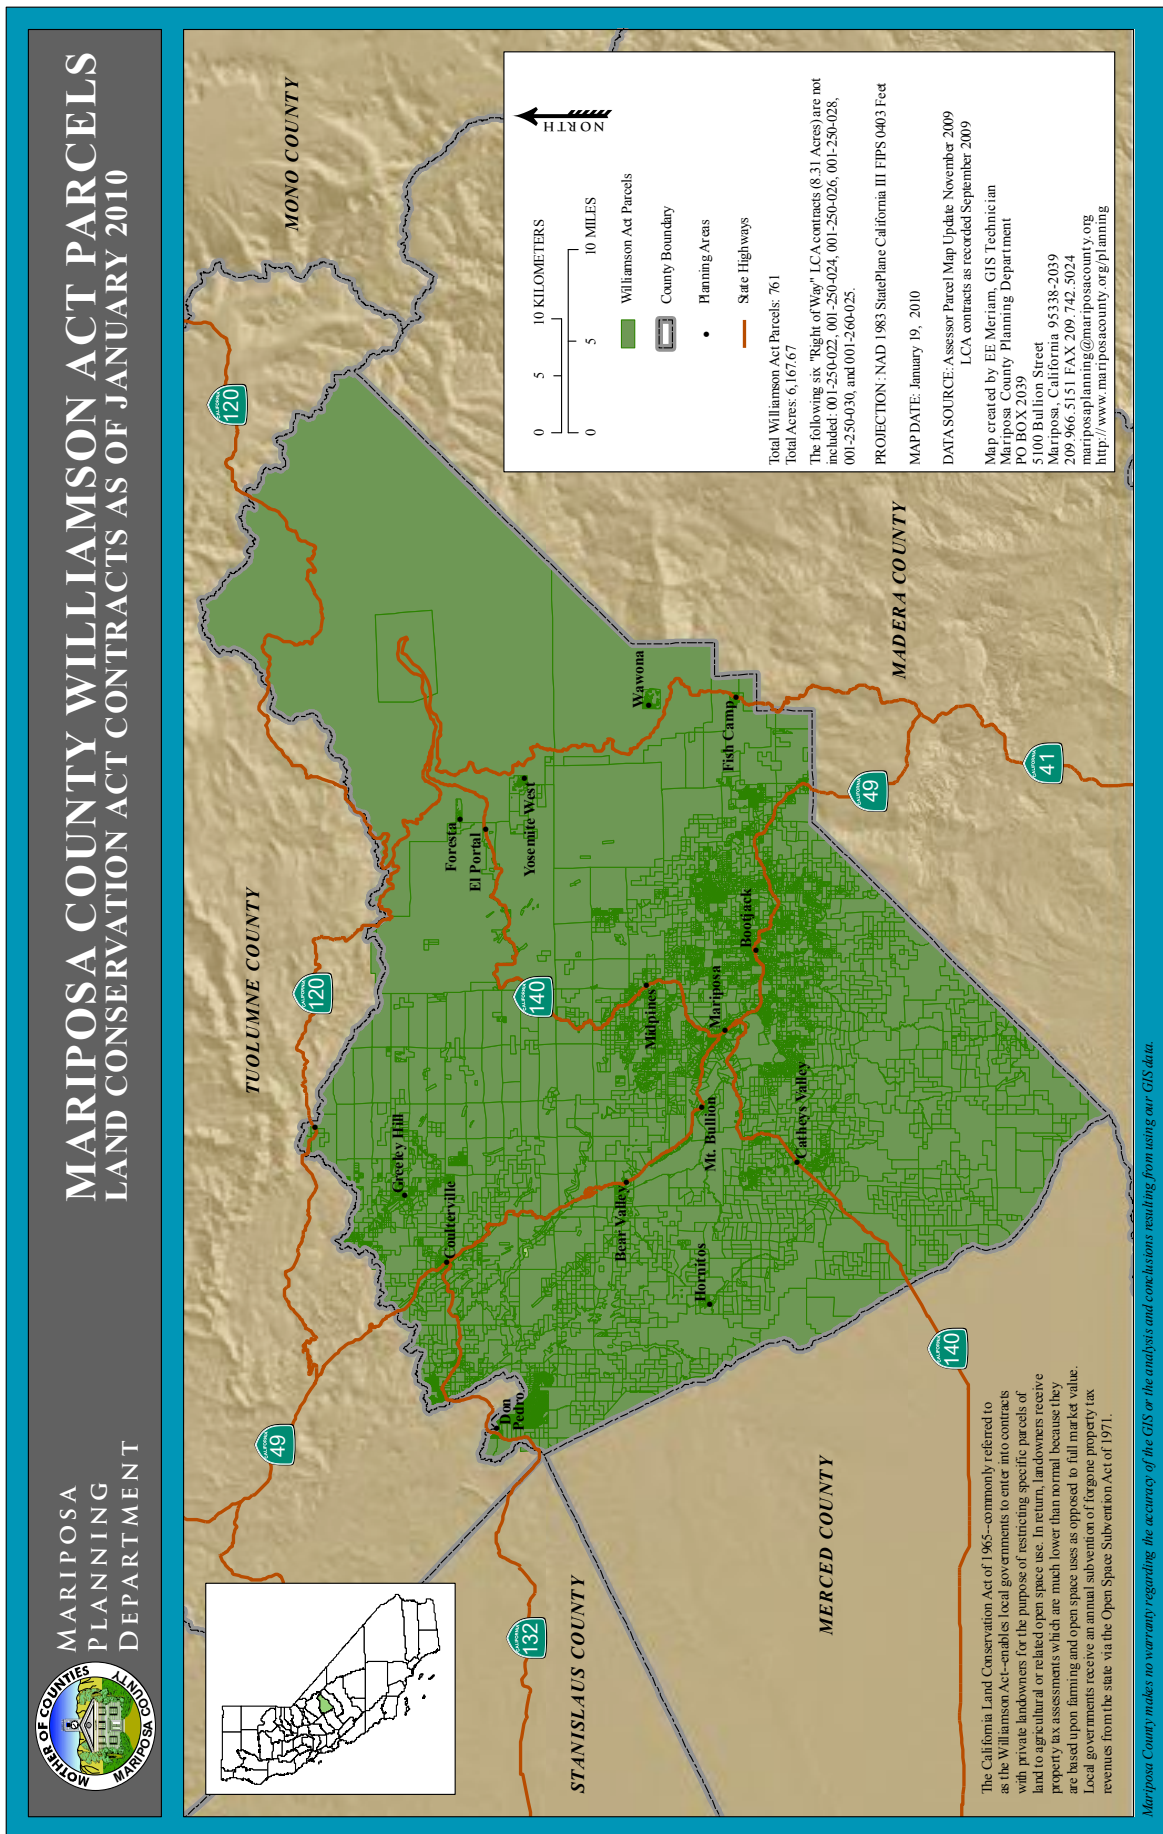 MARIPOSA COUNTY WILLIAMSON ACT PARCELS
LAND CONSERVATION ACT CONTRACTS AS OF JANUARY 2010
MARIPOSA
PLANNING
DEPARTMENT
MOTHER OF COUNTIES
MARIPOSA COUNTY
MONO COUNTY
TUOLUMNE COUNTY
MADERA COUNTY
MERCED COUNTY
STANISLAUS COUNTY
CALIFORNIA
49
CALIFORNIA
120
CALIFORNIA
120
CALIFORNIA
132
CALIFORNIA
140
CALIFORNIA
140
CALIFORNIA
49
CALIFORNIA
41
Don
Pedro
Coulterville
Greeley Hill
Foresta
El Portal
Yosemite West
Wawona
Fish Camp
Bear Valley
Hornitos
Mt. Bullion
Midpines
Mariposa
Bootjack
Catheys Valley
NORTH
0 5 10 KILOMETERS
0 5 10 MILES
Williamson Act Parcels
County Boundary
Planning Areas
State Highways
Total Williamson Act Parcels: 761
Total Acres: 6,167.67
The following six "Right of Way" LCA contracts (8.31 Acres) are not
included: 001-250-022, 001-250-024, 001-250-026, 001-250-028,
001-250-030, and 001-260-025.
PROJECTION: NAD 1983 StatePlane California III FIPS 0403 Feet
MAP DATE: January 19, 2010
DATA SOURCE: Assessor Parcel Map Update November 2009
LCA contracts as recorded September 2009
Map created by EE Meriam, GIS Technician
Mariposa County Planning Department
PO BOX 2039
5100 Bullion Street
Mariposa, California 95338-2039
209.966.5151 FAX 209.742.5024
mariposaplanning@mariposacounty.org
http://www.mariposacounty.org/planning
The California Land Conservation Act of 1965--commonly referred to
as the Williamson Act--enables local governments to enter into contracts
with private landowners for the purpose of restricting specific parcels of
land to agricultural or related open space use. In return, landowners receive
property tax assessments which are much lower than normal because they
are based upon farming and open space uses as opposed to full market value.
Local governments receive an annual subvention of forgone property tax
revenues from the state via the Open Space Subvention Act of 1971.
Mariposa County makes no warranty regarding the accuracy of the GIS or the analysis and conclusions resulting from using our GIS data.